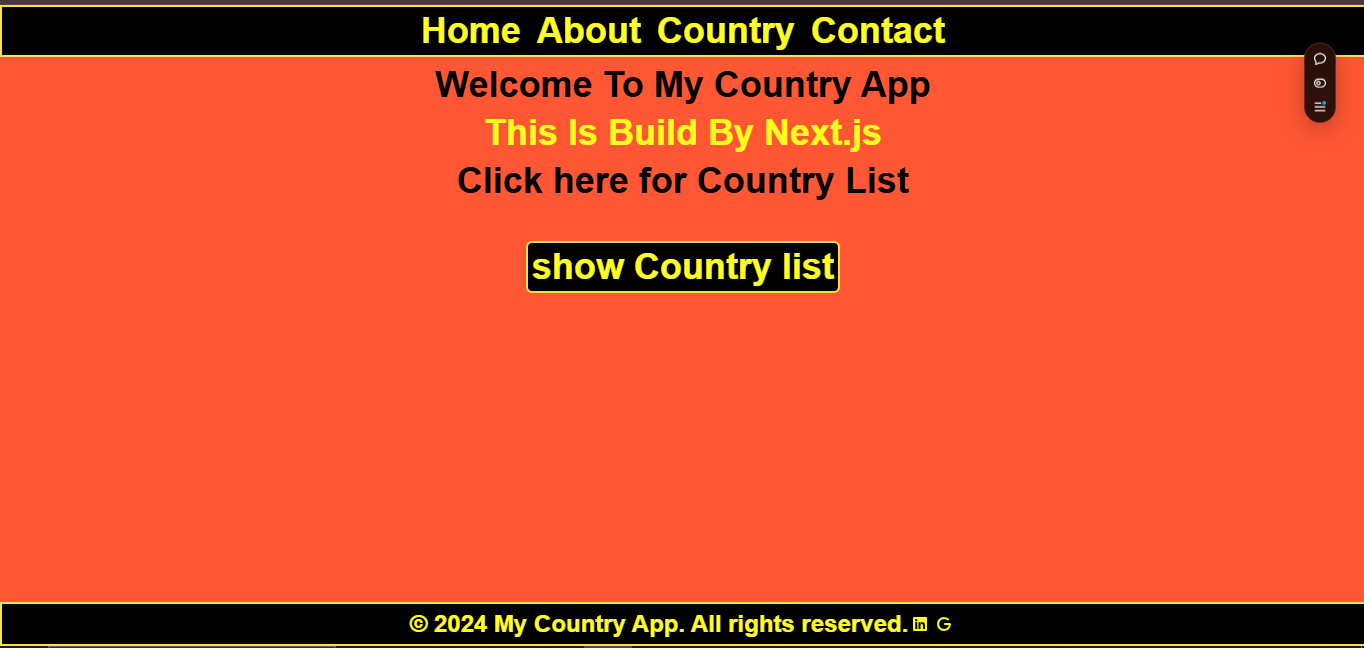 Home About Country Contact
Welcome To My Country App
This Is Build By Next.js
Click here for Country List
show Country list
© 2024 My Country App. All rights reserved. in G